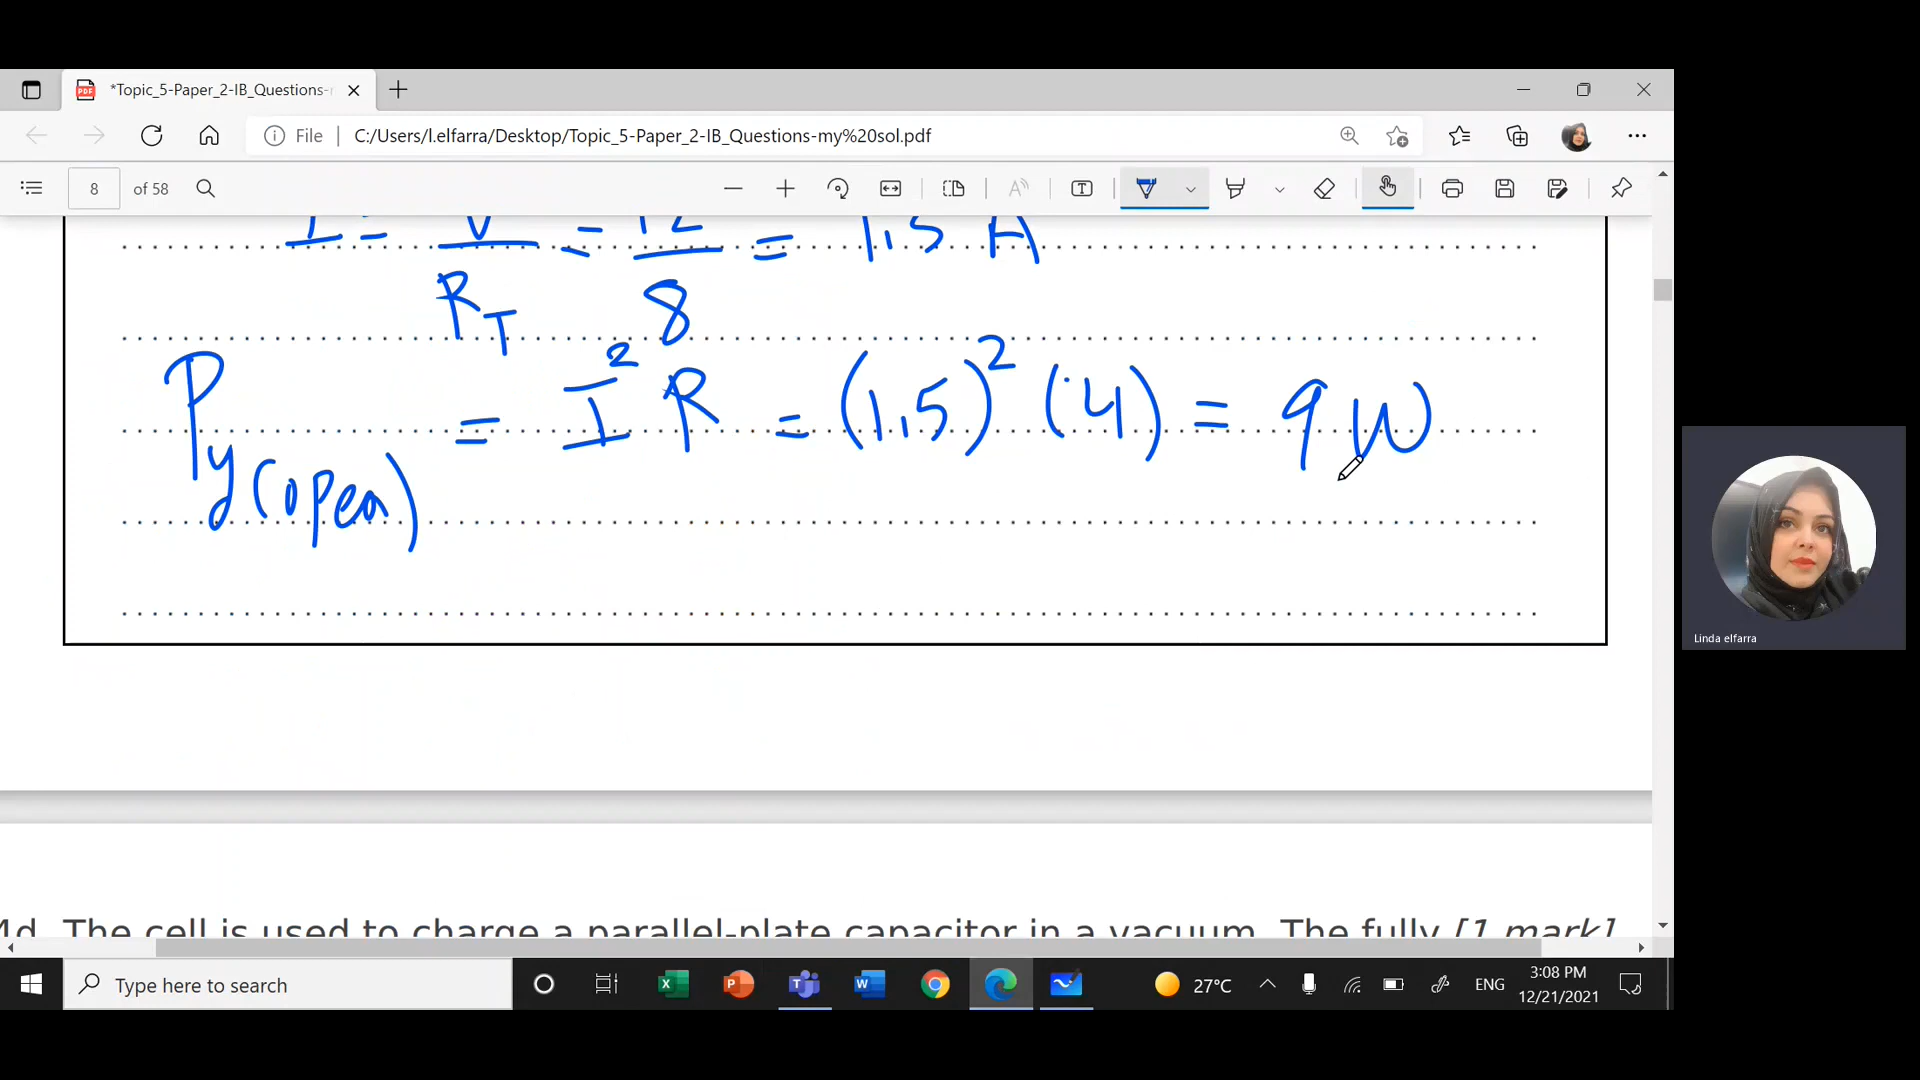 *Topic_5-Paper_2-IB_Questions-
File C:/Users/l.elfarra/Desktop/Topic_5-Paper_2-IB_Questions-my%20sol.pdf
8 of 58
I = V / R_T = 12 / 8 = 1,5 A
P_y(open) = I² R = (1,5)² (4) = 9 W
Linda elfarra
4d. The cell is used to charge a parallel-plate capacitor in a vacuum. The fully [1 mark]
Type here to search
27°C
ENG
3:08 PM
12/21/2021